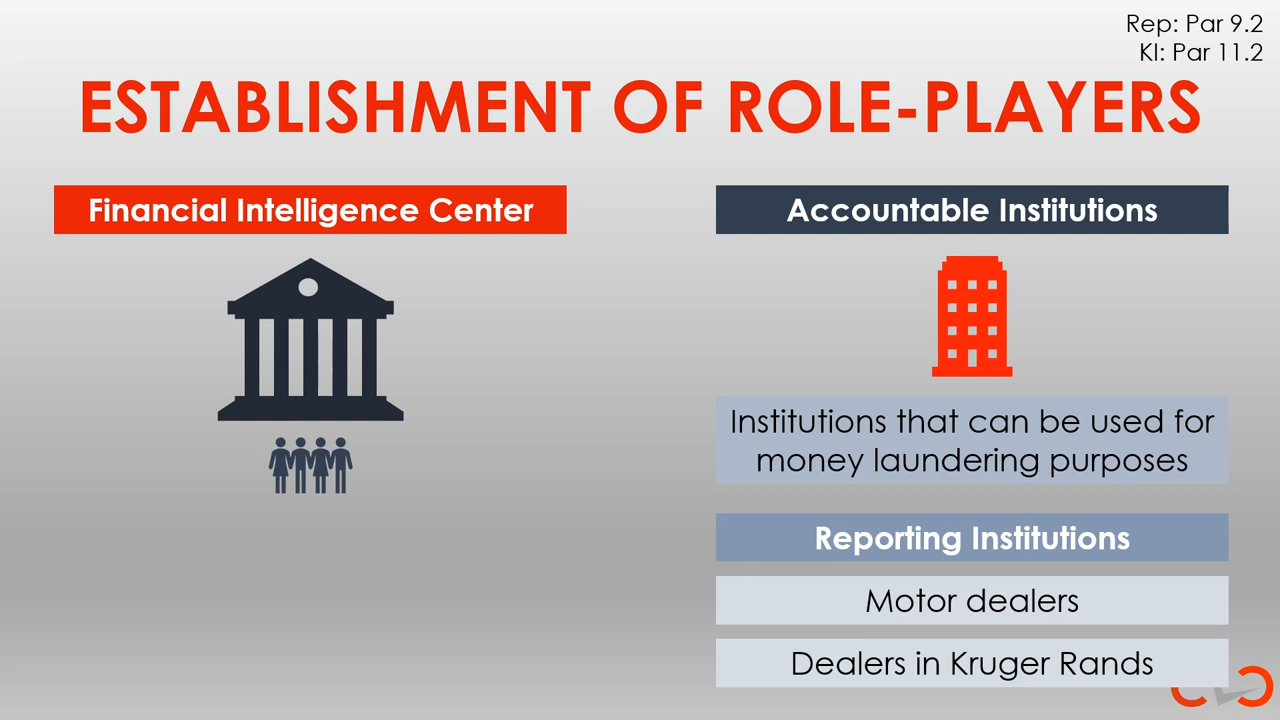 Rep: Par 9.2
KI: Par 11.2
ESTABLISHMENT OF ROLE-PLAYERS
Financial Intelligence Center
Accountable Institutions
Institutions that can be used for
money laundering purposes
Reporting Institutions
Motor dealers
Dealers in Kruger Rands